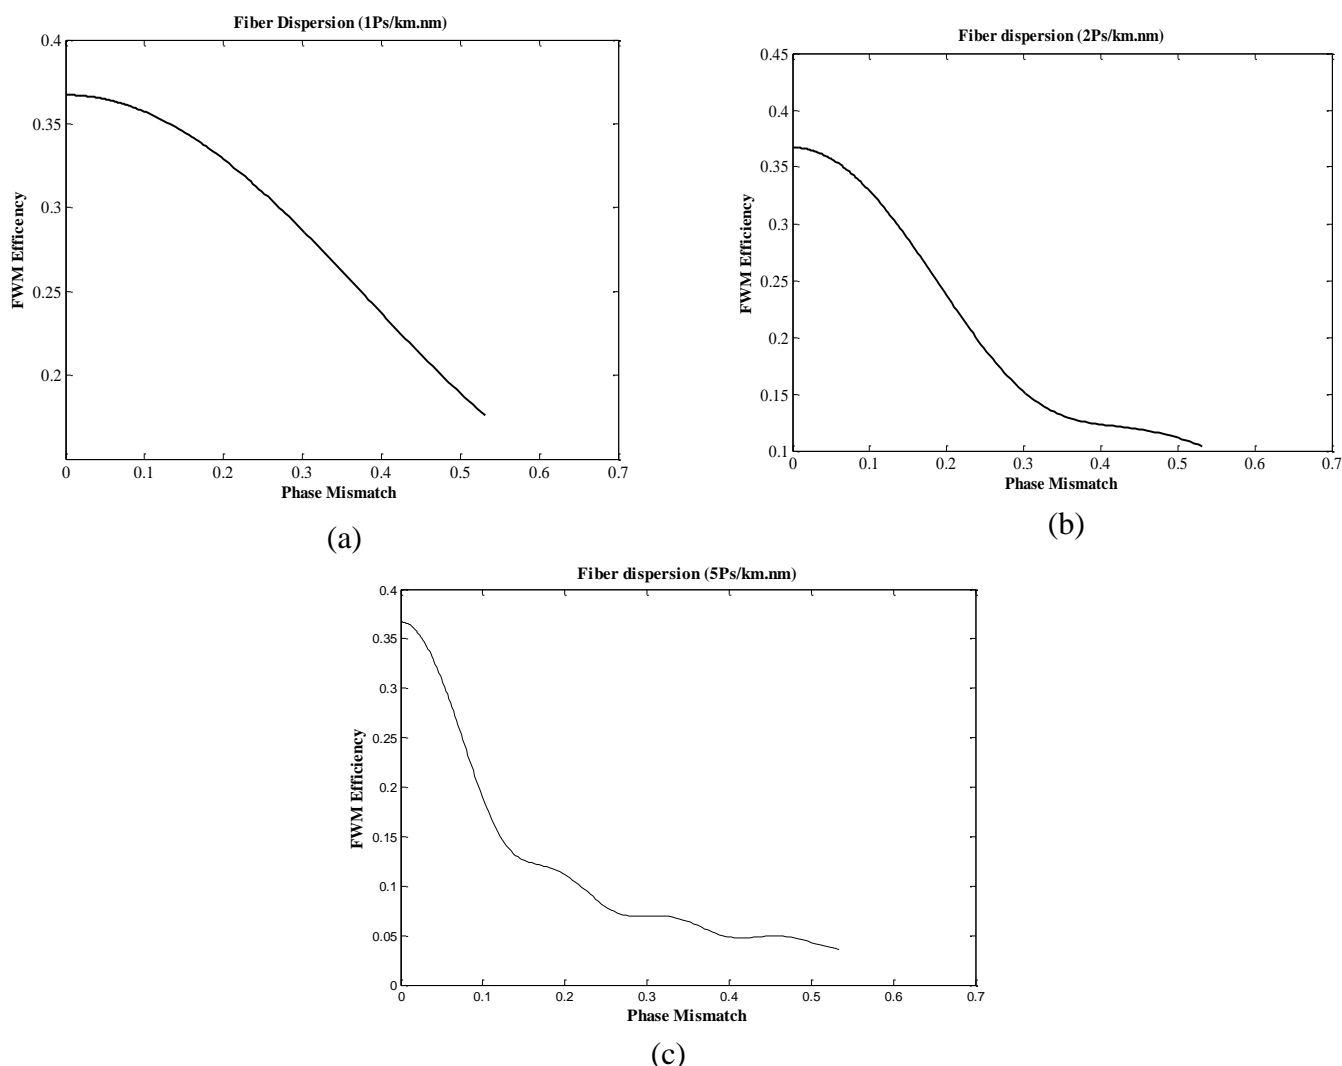 Fiber Dispersion (1Ps/km.nm)
0.4
0.35
0.3
0.25
0.2
FWM Efficency
0 0.1 0.2 0.3 0.4 0.5 0.6 0.7
Phase Mismatch
(a)
Fiber dispersion (2Ps/km.nm)
0.45
0.4
0.35
0.3
0.25
0.2
0.15
0.1
FWM Efficiency
0 0.1 0.2 0.3 0.4 0.5 0.6 0.7
Phase Mismatch
(b)
Fiber dispersion (5Ps/km.nm)
0.4
0.35
0.3
0.25
0.2
0.15
0.1
0.05
0
FWM Efficiency
0 0.1 0.2 0.3 0.4 0.5 0.6 0.7
Phase Mismatch
(c)